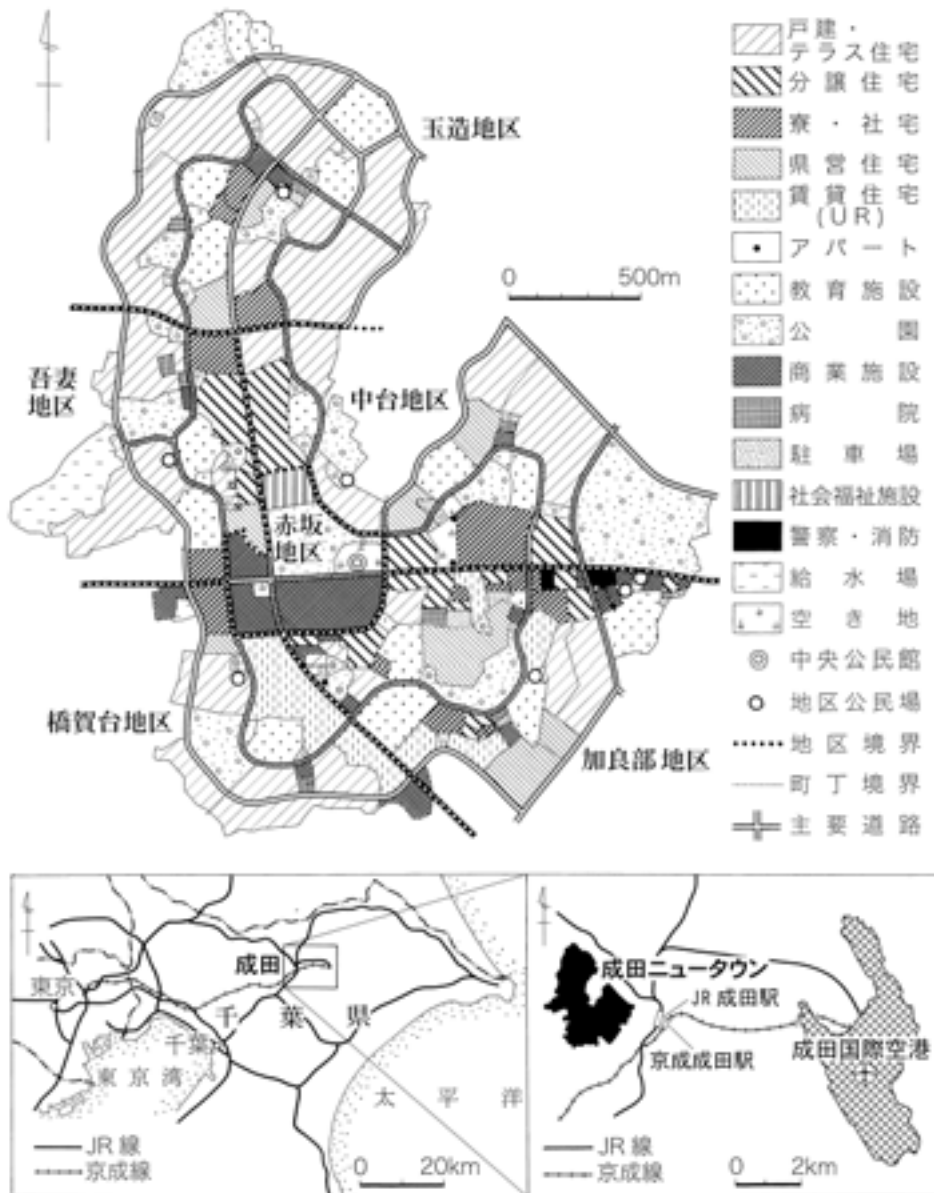 玉造地区
0 500m
吾妻
地区
中台地区
赤坂
地区
橋賀台地区
加良部地区
戸建・
テラス住宅
分譲住宅
寮・社宅
県営住宅
賃貸住宅
(UR)
アパート
教育施設
公園
商業施設
病院
駐車場
社会福祉施設
警察・消防
給水場
空き地
中央公民館
地区公民場
地区境界
町丁境界
主要道路
成田
東京
千葉県
千葉
東京湾
太平洋
JR線
京成線
0 20km
成田ニュータウン
JR成田駅
成田国際空港
京成成田駅
JR線
京成線
0 2km